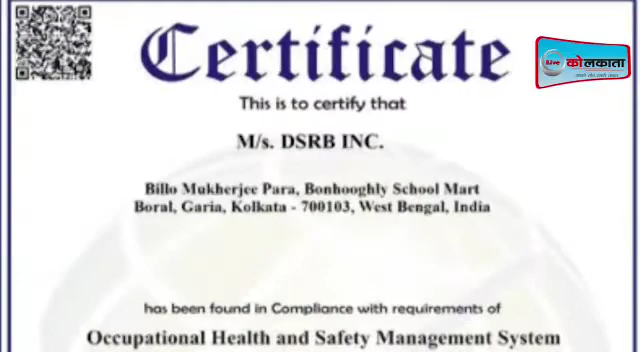 Certificate
Live कोलकाता
This is to certify that
M/s. DSRB INC.
Billo Mukherjee Para, Bonhooghly School Mart
Boral, Garia, Kolkata - 700103, West Bengal, India
has been found in Compliance with requirements of
Occupational Health and Safety Management System